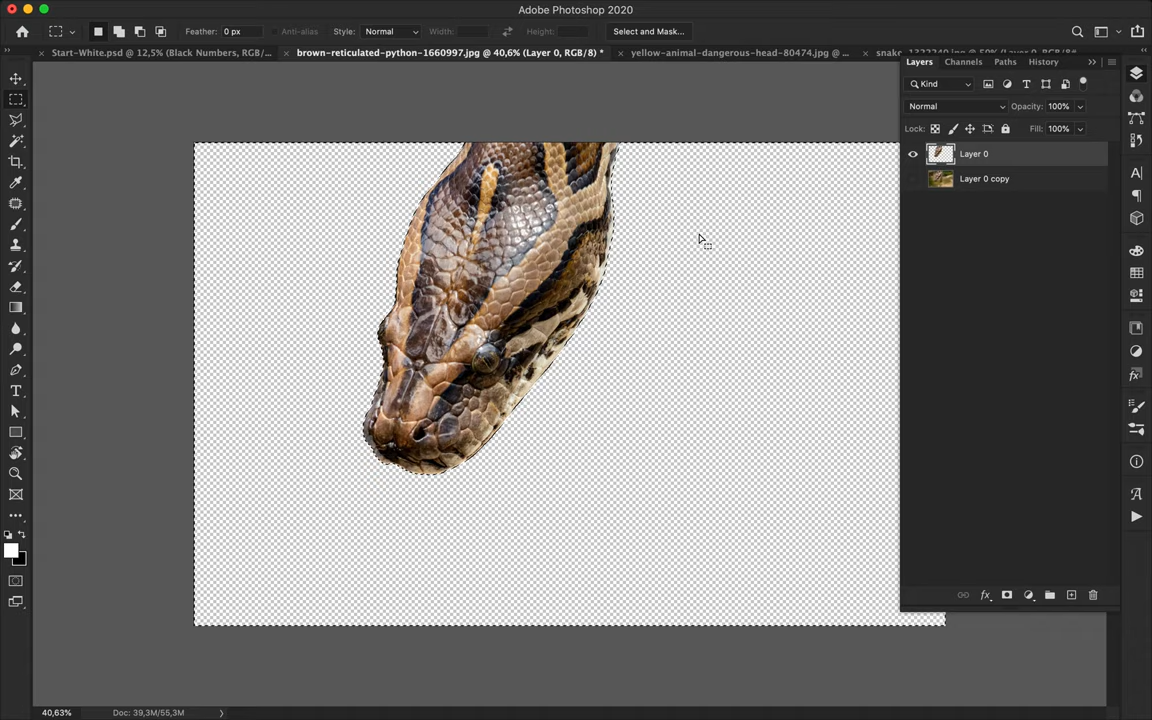 Adobe Photoshop 2020
Feather: 0 px Anti-alias Style: Normal Width: Height: Select and Mask...
Start-White.psd @ 12,5% (Black Numbers, RGB/... brown-reticulated-python-1660997.jpg @ 40,6% (Layer 0, RGB/8) * yellow-animal-dangerous-head-80474.jpg @ ...
Layers Channels Paths History
Kind
Normal Opacity: 100%
Lock: Fill: 100%
Layer 0
Layer 0 copy
fx
40,63% Doc: 39,3M/55,3M